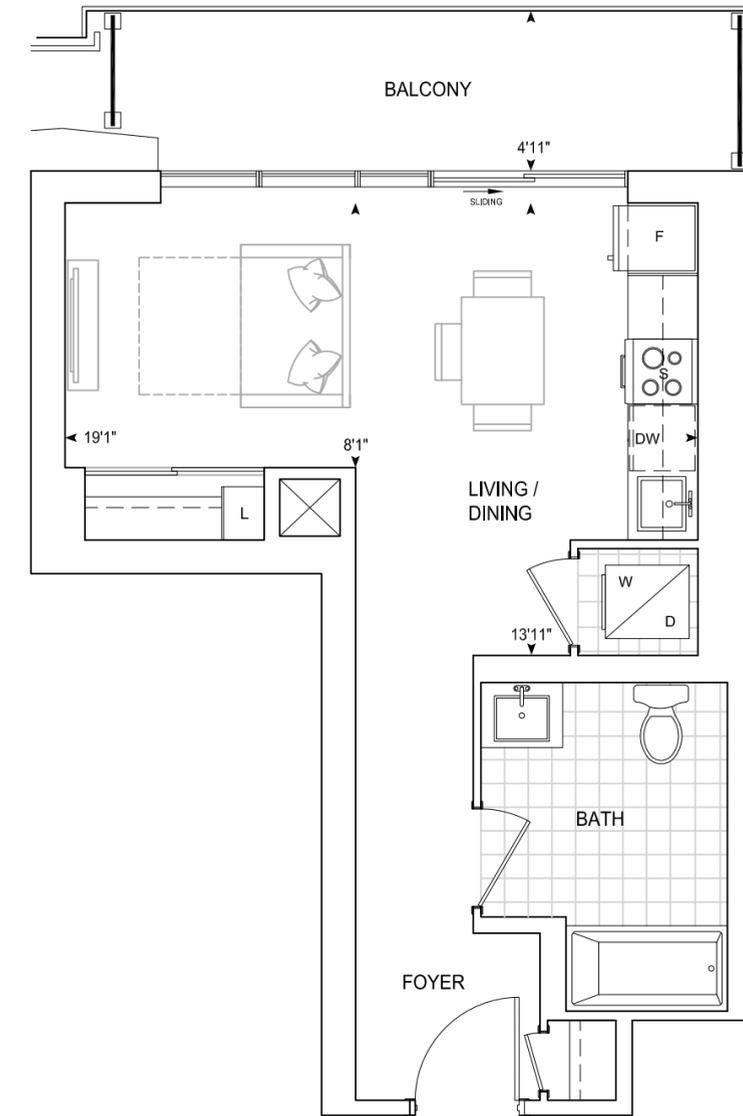 BALCONY
4'11"
SLIDING
F
S
19'1"
8'1"
DW
LIVING /
DINING
L
W
D
13'11"
BATH
FOYER